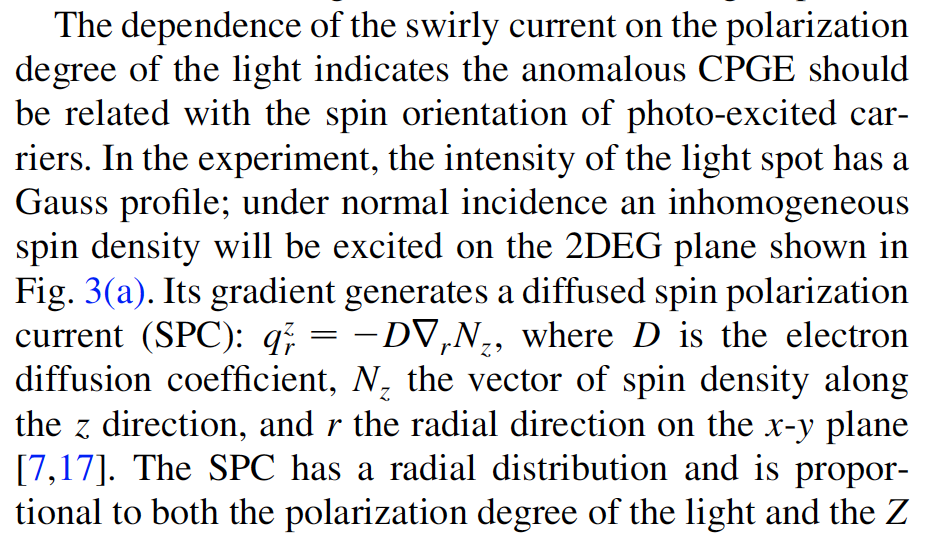 The dependence of the swirly current on the polarization
degree of the light indicates the anomalous CPGE should
be related with the spin orientation of photo-excited car-
riers. In the experiment, the intensity of the light spot has a
Gauss profile; under normal incidence an inhomogeneous
spin density will be excited on the 2DEG plane shown in
Fig. 3(a). Its gradient generates a diffused spin polarization
current (SPC): $q_r^z = -D\nabla_r N_z$, where $D$ is the electron
diffusion coefficient, $N_z$ the vector of spin density along
the z direction, and r the radial direction on the x-y plane
[7,17]. The SPC has a radial distribution and is propor-
tional to both the polarization degree of the light and the Z